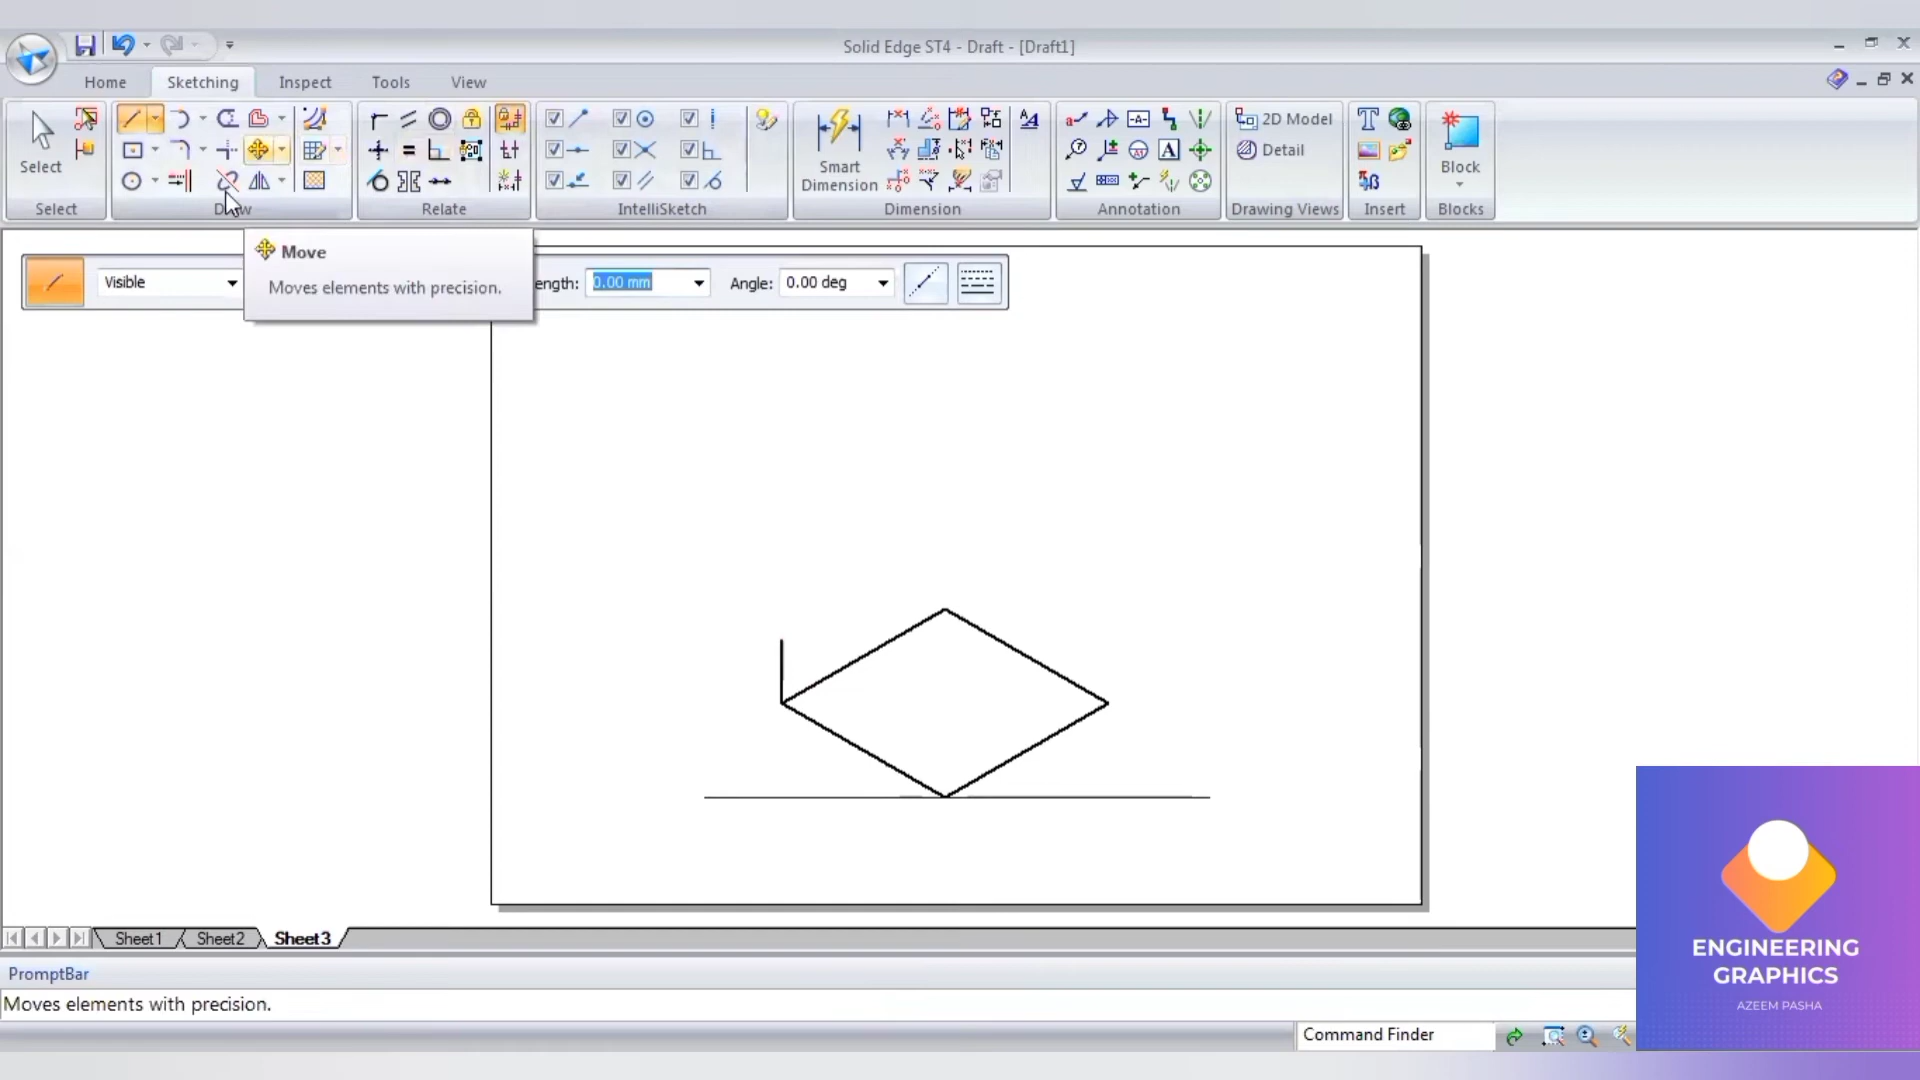 Solid Edge ST4 - Draft - [Draft1]
Home Sketching Inspect Tools View
Select
Select
Draw
Relate
IntelliSketch
Smart
Dimension
Dimension
A
Annotation
2D Model
Detail
Drawing Views
Insert
Block
Blocks
Move
Moves elements with precision.
Visible
ength: 0.00 mm Angle: 0.00 deg
Sheet1 Sheet2 Sheet3
PromptBar
Moves elements with precision.
Command Finder
ENGINEERING
GRAPHICS
AZEEM PASHA